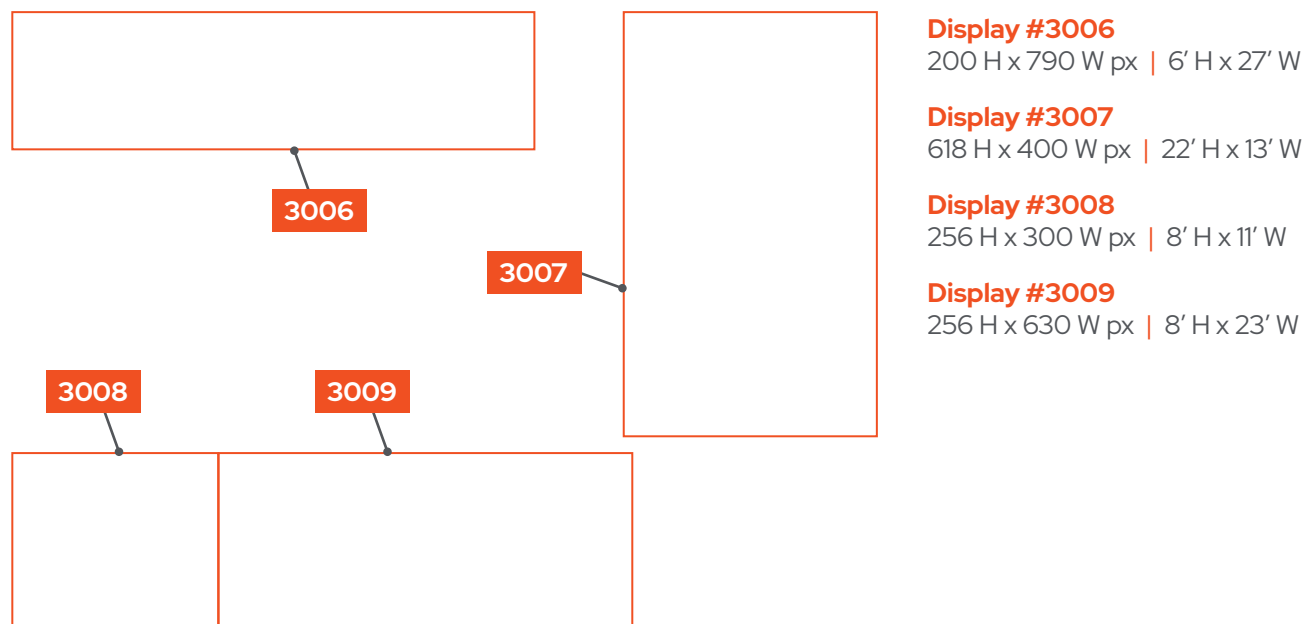 Display #3006
200 H x 790 W px | 6’ H x 27’ W
Display #3007
618 H x 400 W px | 22’ H x 13’ W
Display #3008
256 H x 300 W px | 8’ H x 11’ W
Display #3009
256 H x 630 W px | 8’ H x 23’ W
3006
3007
3008
3009